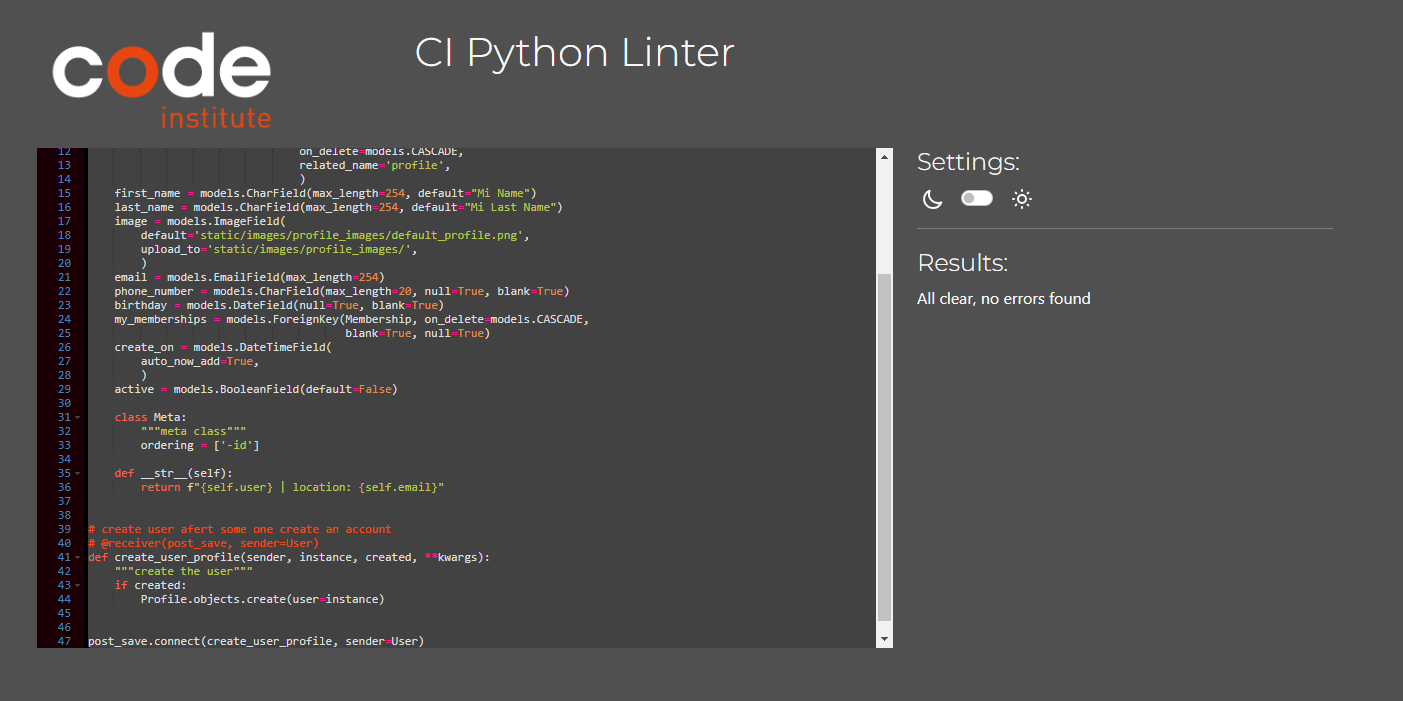 code
institute
CI Python Linter
12 on_delete=models.CASCADE,
13 related_name='profile',
14 )
15 first_name = models.CharField(max_length=254, default="Mi Name")
16 last_name = models.CharField(max_length=254, default="Mi Last Name")
17 image = models.ImageField(
18 default='static/images/profile_images/default_profile.png',
19 upload_to='static/images/profile_images/',
20 )
21 email = models.EmailField(max_length=254)
22 phone_number = models.CharField(max_length=20, null=True, blank=True)
23 birthday = models.DateField(null=True, blank=True)
24 my_memberships = models.ForeignKey(Membership, on_delete=models.CASCADE,
25 blank=True, null=True)
26 create_on = models.DateTimeField(
27 auto_now_add=True,
28 )
29 active = models.BooleanField(default=False)
30
31 class Meta:
32 """meta class"""
33 ordering = ['-id']
34
35 def __str__(self):
36 return f"{self.user} | location: {self.email}"
37
38
39 # create user afert some one create an account
40 # @receiver(post_save, sender=User)
41 def create_user_profile(sender, instance, created, **kwargs):
42 """create the user"""
43 if created:
44 Profile.objects.create(user=instance)
45
46
47 post_save.connect(create_user_profile, sender=User)
Settings:
Results:
All clear, no errors found